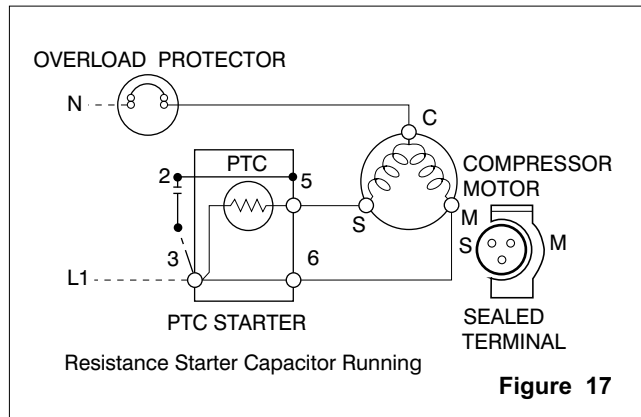 OVERLOAD PROTECTOR
N
C
PTC
COMPRESSOR
MOTOR
2
5
S
M
S
M
3
6
L1
PTC STARTER
SEALED
TERMINAL
Resistance Starter Capacitor Running
Figure 17